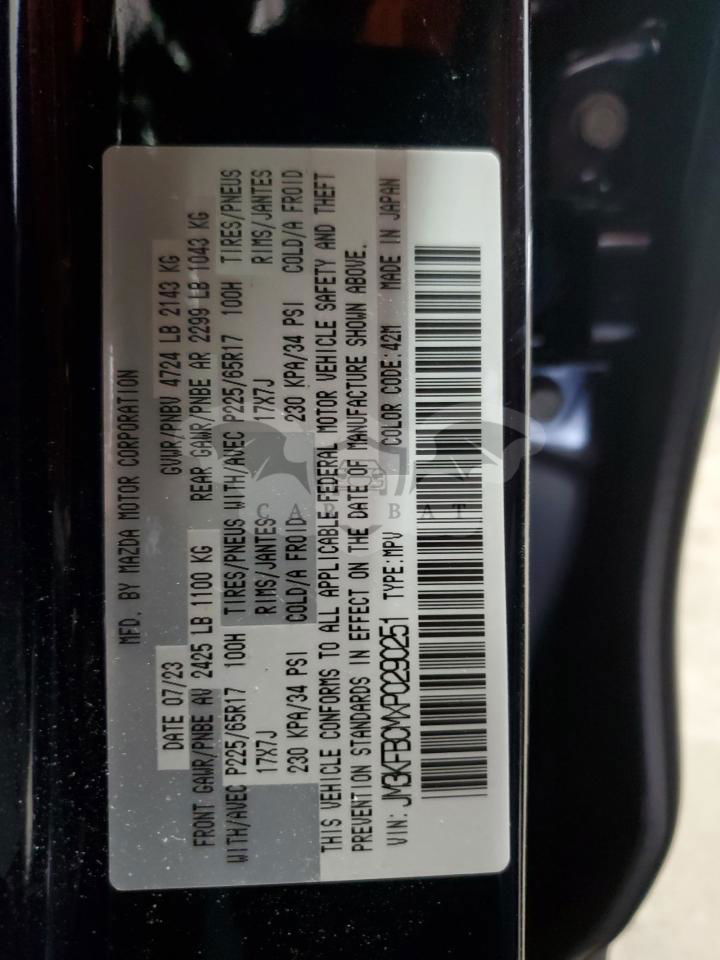 MFD. BY MAZDA MOTOR CORPORATION
DATE 07/23 GVWR/PNBV 4724 LB 2143 KG
FRONT GAWR/PNBE AV 2425 LB 1100 KG REAR GAWR/PNBE AR 2299 LB 1043 KG
WITH/AVEC P225/65R17 100H TIRES/PNEUS WITH/AVEC P225/65R17 100H TIRES/PNEUS
17X7J RIMS/JANTES 17X7J RIMS/JANTES
230 KPA/34 PSI COLD/A FROID 230 KPA/34 PSI COLD/A FROID
THIS VEHICLE CONFORMS TO ALL APPLICABLE FEDERAL MOTOR VEHICLE SAFETY AND THEFT
PREVENTION STANDARDS IN EFFECT ON THE DATE OF MANUFACTURE SHOWN ABOVE.
VIN: JM3KFBCMXP0290251 TYPE:MPV COLOR CODE:42M MADE IN JAPAN
CAR BAT